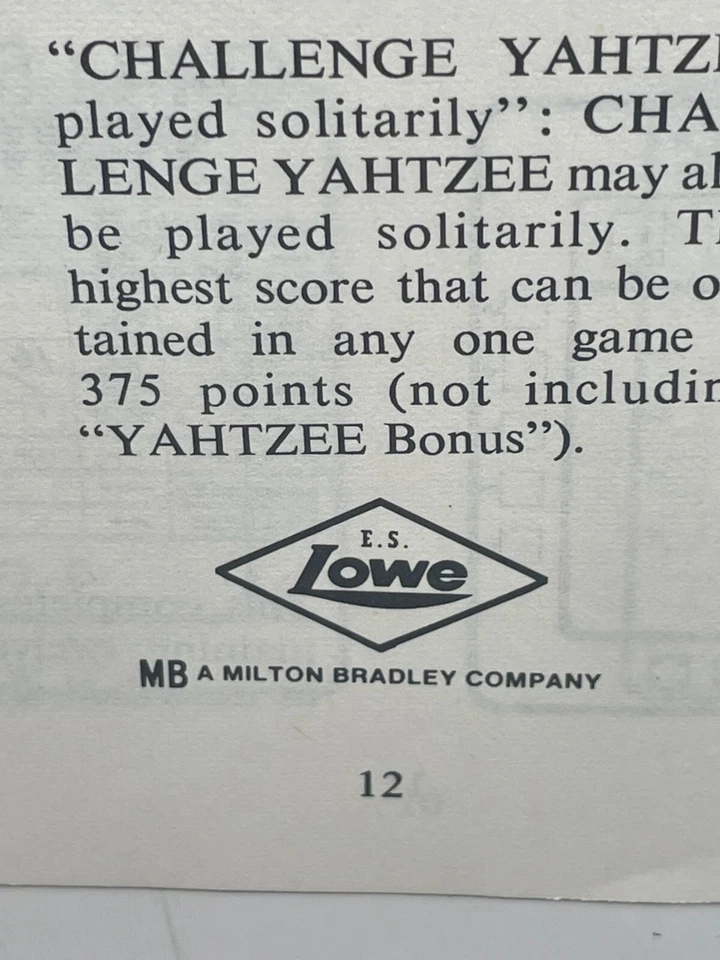 “CHALLENGE YAHTZ
played solitarily”: CHA
LENGE YAHTZEE may al
be played solitarily. T
highest score that can be o
tained in any one game
375 points (not includin
“YAHTZEE Bonus”).
E.S.
Lowe
MB A MILTON BRADLEY COMPANY
12